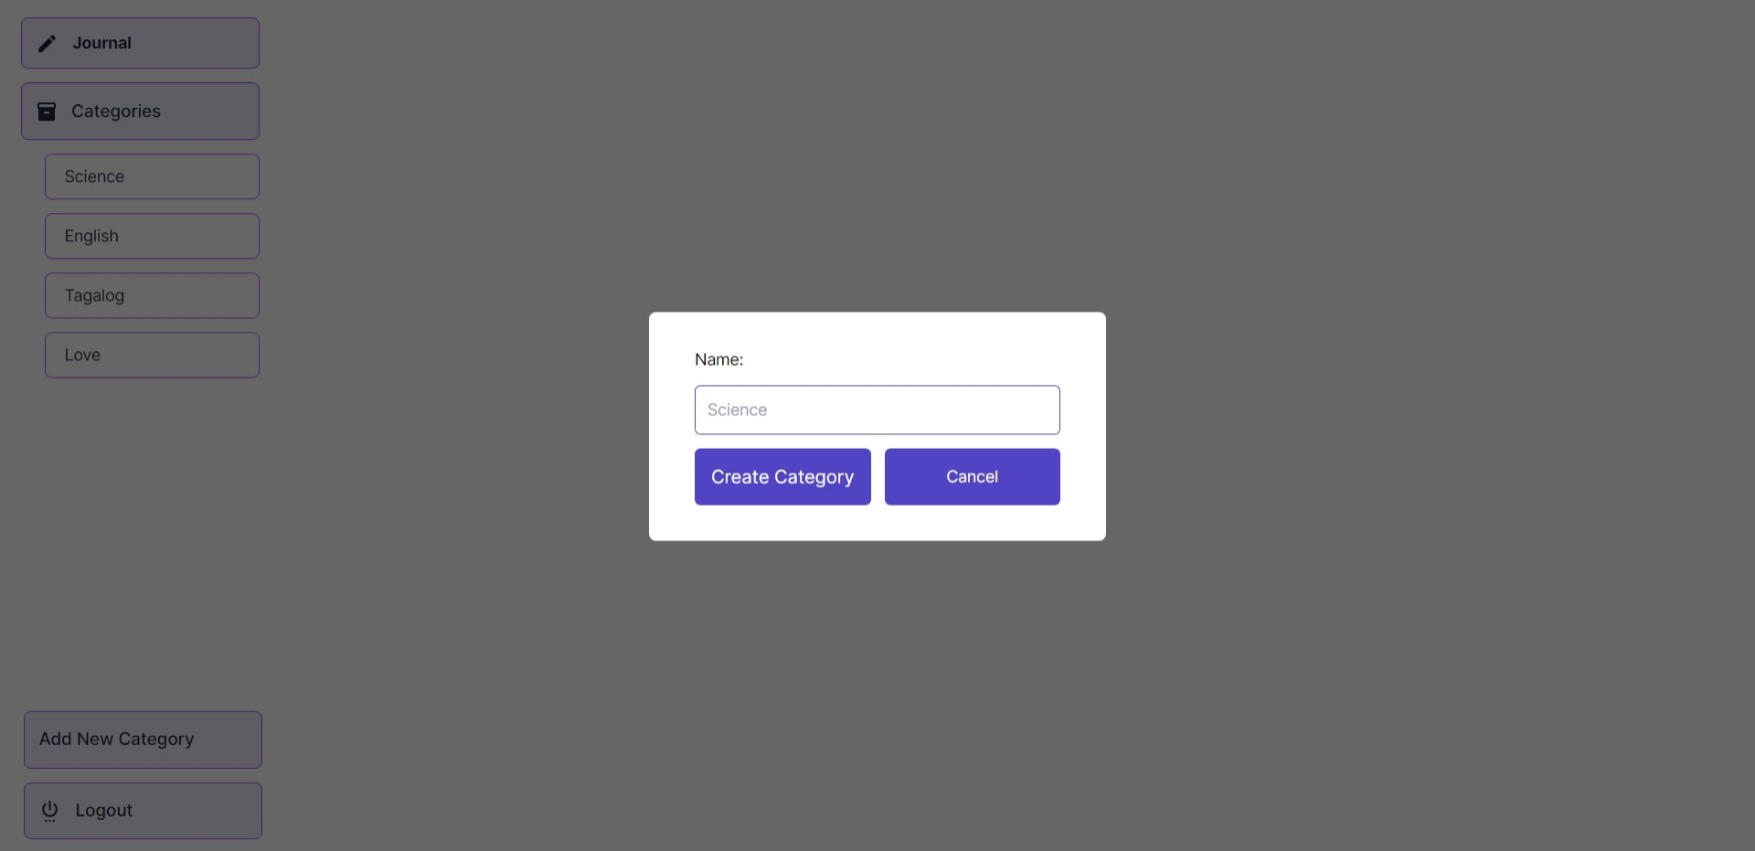 Journal
Categories
Science
English
Tagalog
Love
Name:
Science
Create Category
Cancel
Add New Category
Logout